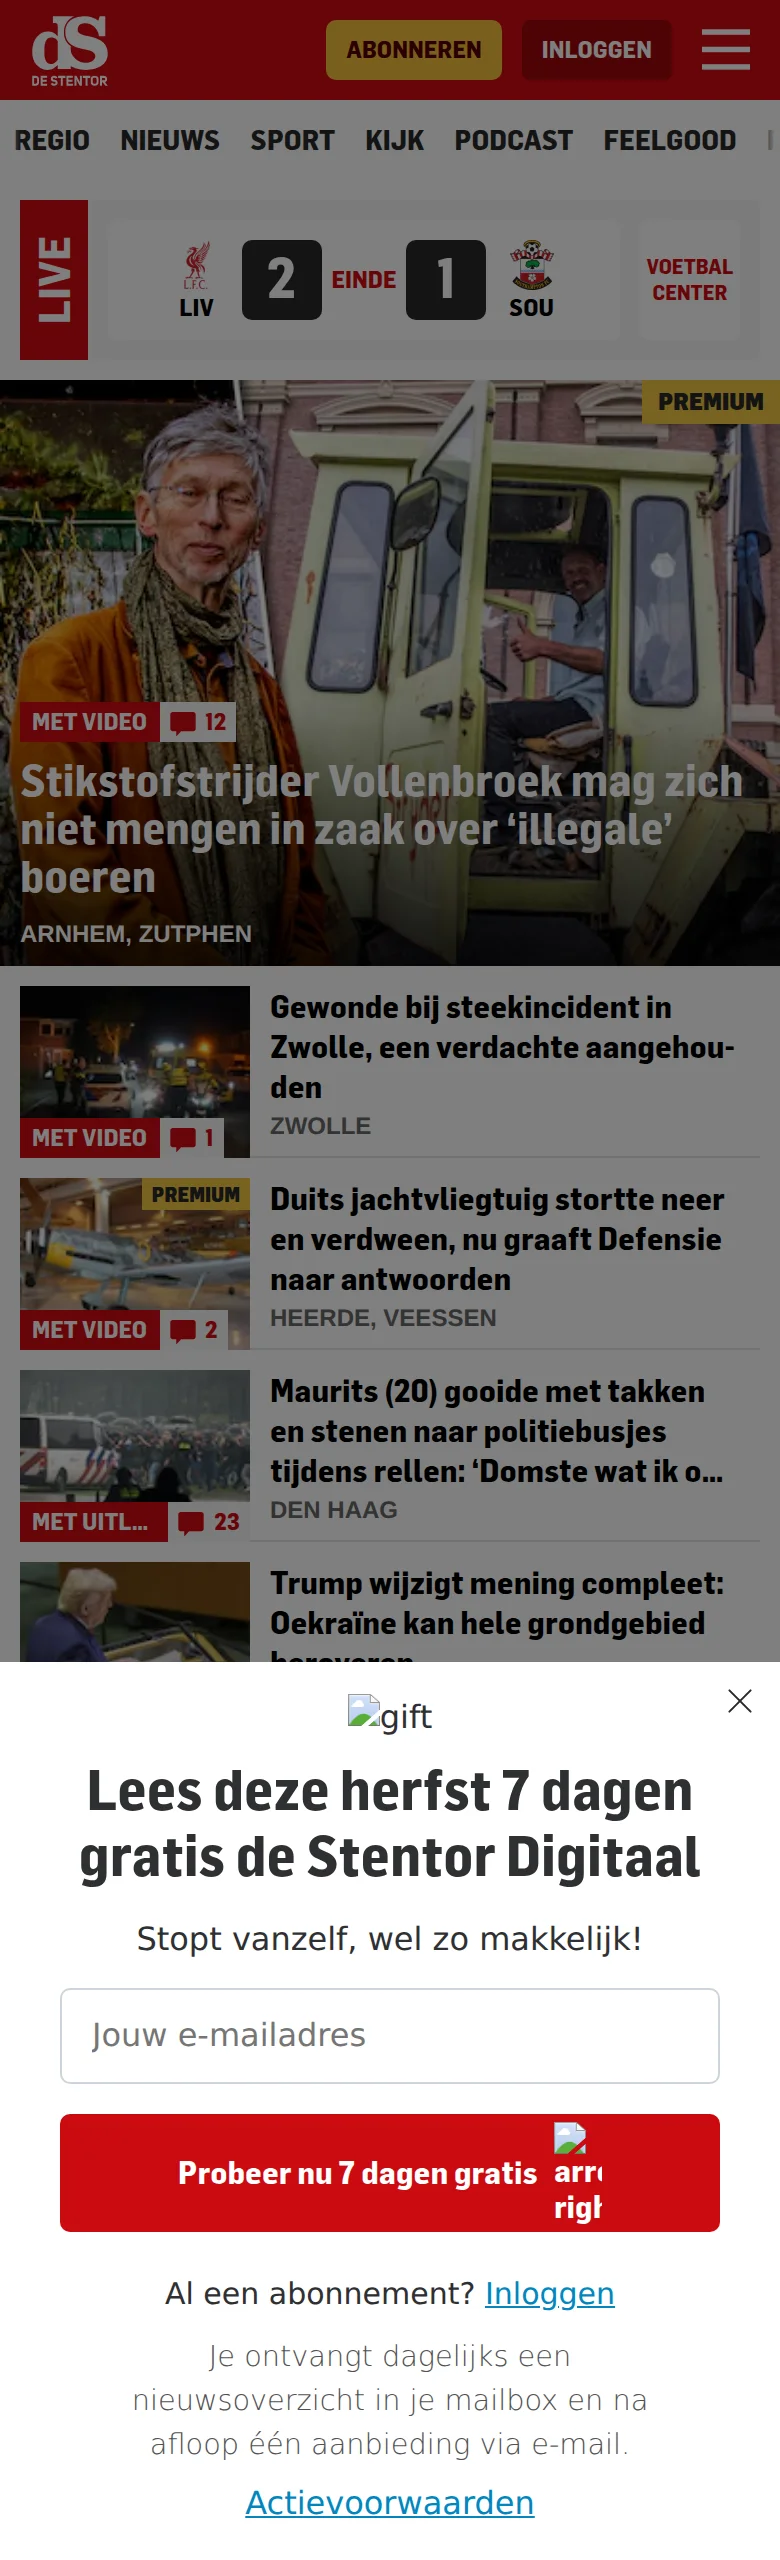 dS
DE STENTOR
ABONNEREN
INLOGGEN
REGIO NIEUWS SPORT KIJK PODCAST FEELGOOD
LIVE
L.F.C.
LIV
2
EINDE
1
SOU
VOETBAL
CENTER
PREMIUM
MET VIDEO
12
Stikstofstrijder Vollenbroek mag zich
niet mengen in zaak over ‘illegale’
boeren
ARNHEM, ZUTPHEN
Gewonde bij steekincident in
Zwolle, een verdachte aangehou-
den
ZWOLLE
MET VIDEO
1
PREMIUM
Duits jachtvliegtuig stortte neer
en verdween, nu graaft Defensie
naar antwoorden
HEERDE, VEESSEN
MET VIDEO
2
Maurits (20) gooide met takken
en stenen naar politiebusjes
tijdens rellen: ‘Domste wat ik o...
DEN HAAG
MET UITL...
23
Trump wijzigt mening compleet:
Oekraïne kan hele grondgebied
gift
Lees deze herfst 7 dagen
gratis de Stentor Digitaal
Stopt vanzelf, wel zo makkelijk!
Jouw e-mailadres
Probeer nu 7 dagen gratis
Al een abonnement? Inloggen
Je ontvangt dagelijks een
nieuwsoverzicht in je mailbox en na
afloop één aanbieding via e-mail.
Actievoorwaarden